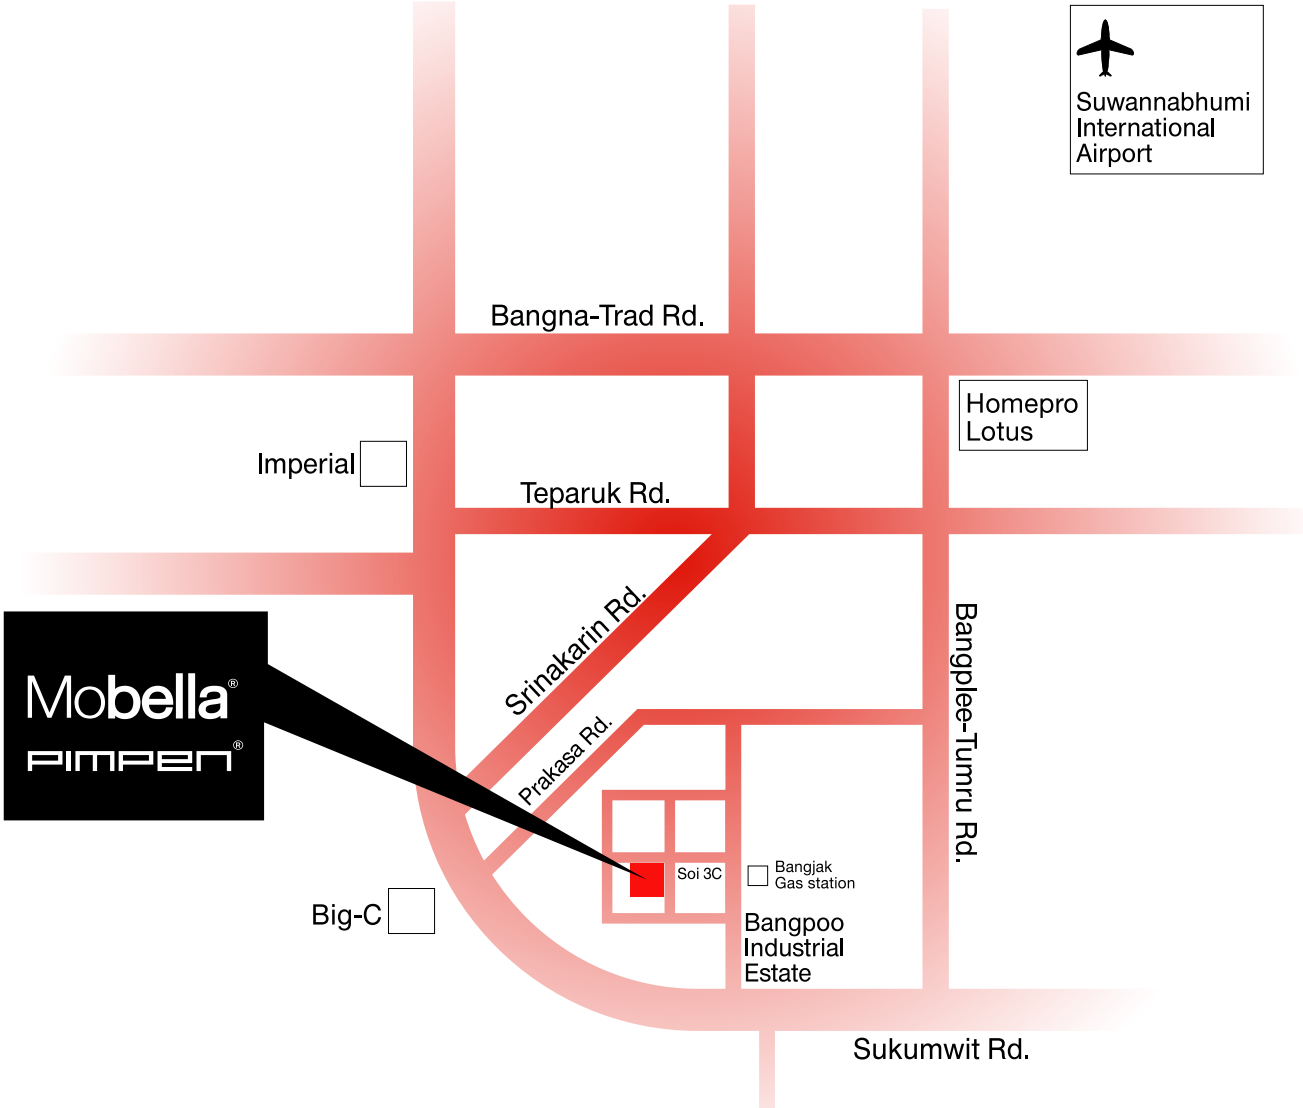 Suwannabhumi
International
Airport
Bangna-Trad Rd.
Homepro
Lotus
Imperial
Teparuk Rd.
Srinakarin Rd.
Bangplee-Tumru Rd.
Mobella®
PIMPEN®
Prakasa Rd.
Soi 3C
Bangjak
Gas station
Big-C
Bangpoo
Industrial
Estate
Sukumwit Rd.